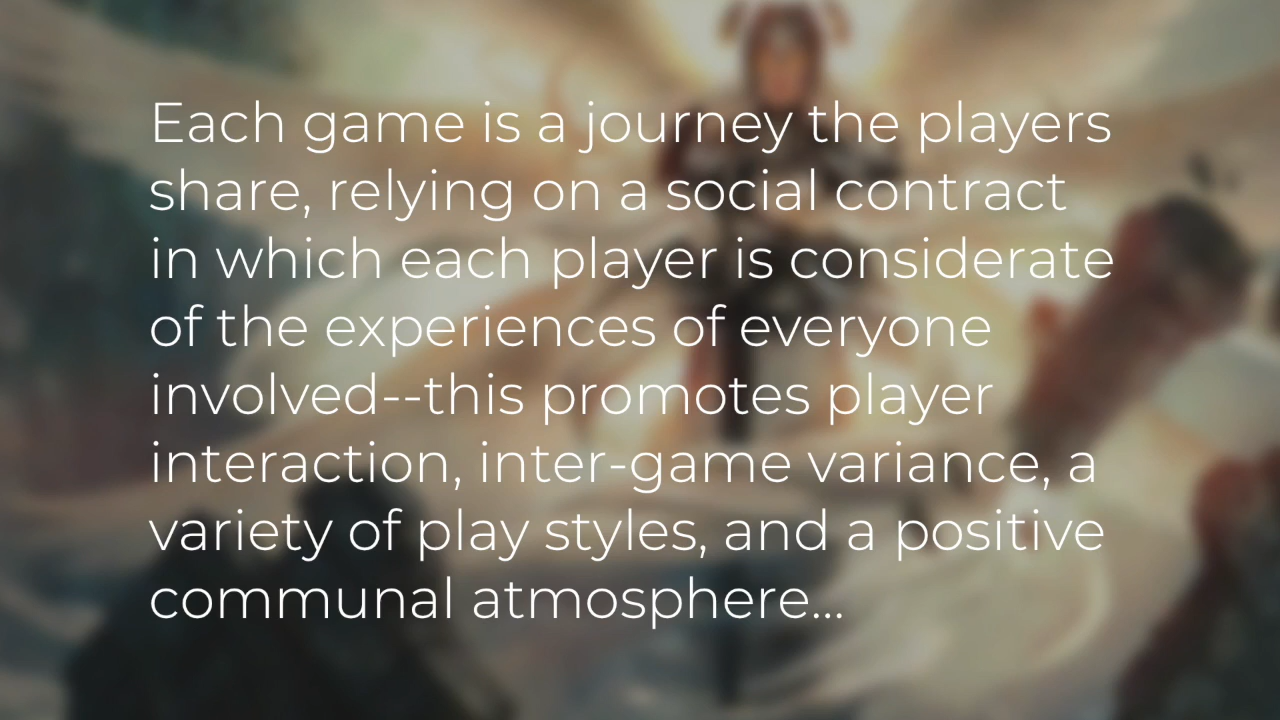 Each game is a journey the players
share, relying on a social contract
in which each player is considerate
of the experiences of everyone
involved--this promotes player
interaction, inter-game variance, a
variety of play styles, and a positive
communal atmosphere...